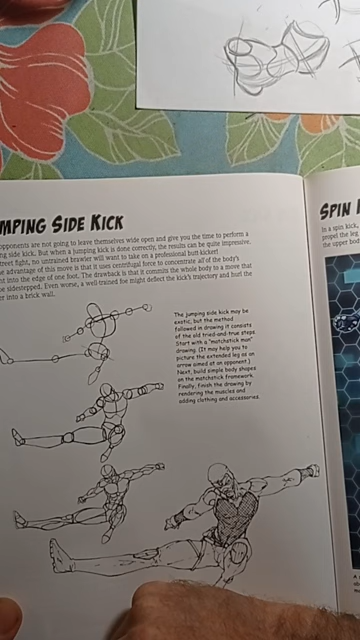 MPING SIDE KICK
opponents are not going to leave themselves wide open and give you the time to perform a
ng side kick. But when a jumping kick is done correctly, the results can be quite impressive.
treet fight, no untrained brawler will want to take on a professional butt-kicker!
e advantage of this move is that it uses centrifugal force to concentrate all of the body's
nt into the edge of one foot. The drawback is that it commits the whole body to a move that
e sidestepped. Even worse, a well-trained foe might deflect the kick's trajectory and hurl the
er into a brick wall.
The jumping side kick may be
exotic, but the method
followed in drawing it consists
of the old tried-and-true steps.
Start with a "matchstick man"
drawing. (It may help you to
picture the extended leg as an
arrow aimed at an opponent.)
Next, build simple body shapes
on the matchstick framework.
Finally, finish the drawing by
rendering the muscles and
adding clothing and accessories.
SPIN
In a spin kick,
propel the leg
the upper bod